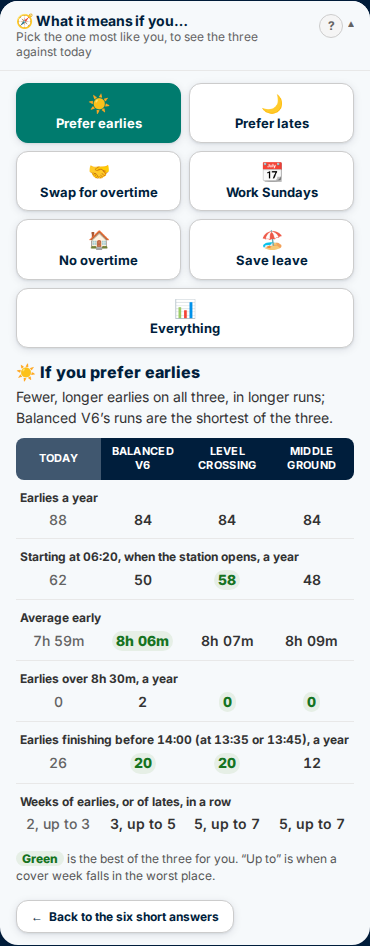 🧭 What it means if you…
Pick the one most like you, to see the three
against today
?
▲
☀️
Prefer earlies
🌙
Prefer lates
🤝
Swap for overtime
📆
Work Sundays
🏠
No overtime
🏖️
Save leave
📊
Everything
☀️ If you prefer earlies
Fewer, longer earlies on all three, in longer runs;
Balanced V6’s runs are the shortest of the three.
TODAY BALANCED V6 LEVEL CROSSING MIDDLE GROUND
Earlies a year
88 84 84 84
Starting at 06:20, when the station opens, a year
62 50 58 48
Average early
7h 59m 8h 06m 8h 07m 8h 09m
Earlies over 8h 30m, a year
0 2 0 0
Earlies finishing before 14:00 (at 13:35 or 13:45), a year
26 20 20 12
Weeks of earlies, or of lates, in a row
2, up to 3 3, up to 5 5, up to 7 5, up to 7
Green is the best of the three for you. “Up to” is when a
cover week falls in the worst place.
← Back to the six short answers